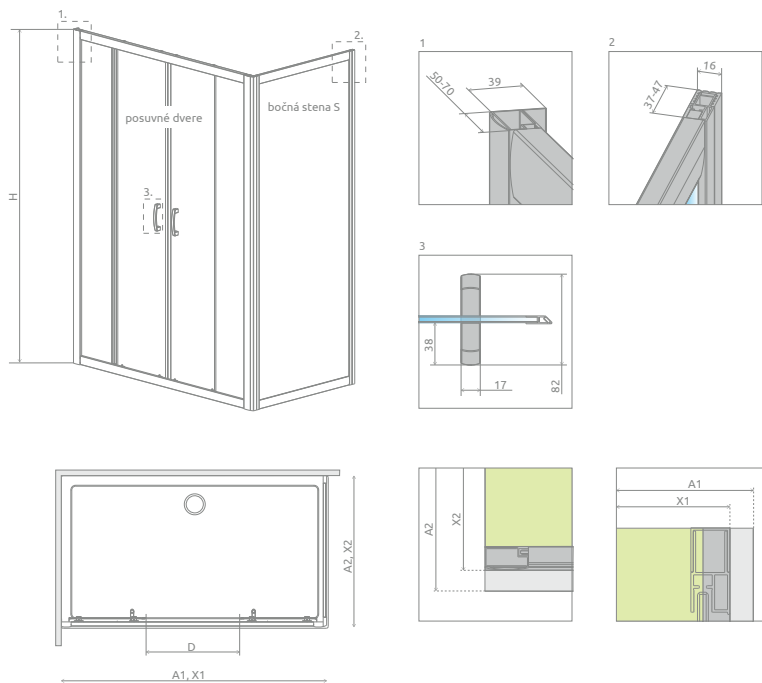 1.
2.
posuvné dvere
bočná stena S
3.
H
1
50-70
39
2
16
37-47
3
38
17
82
A2, X2
D
A1, X1
A2
X2
A1
X1